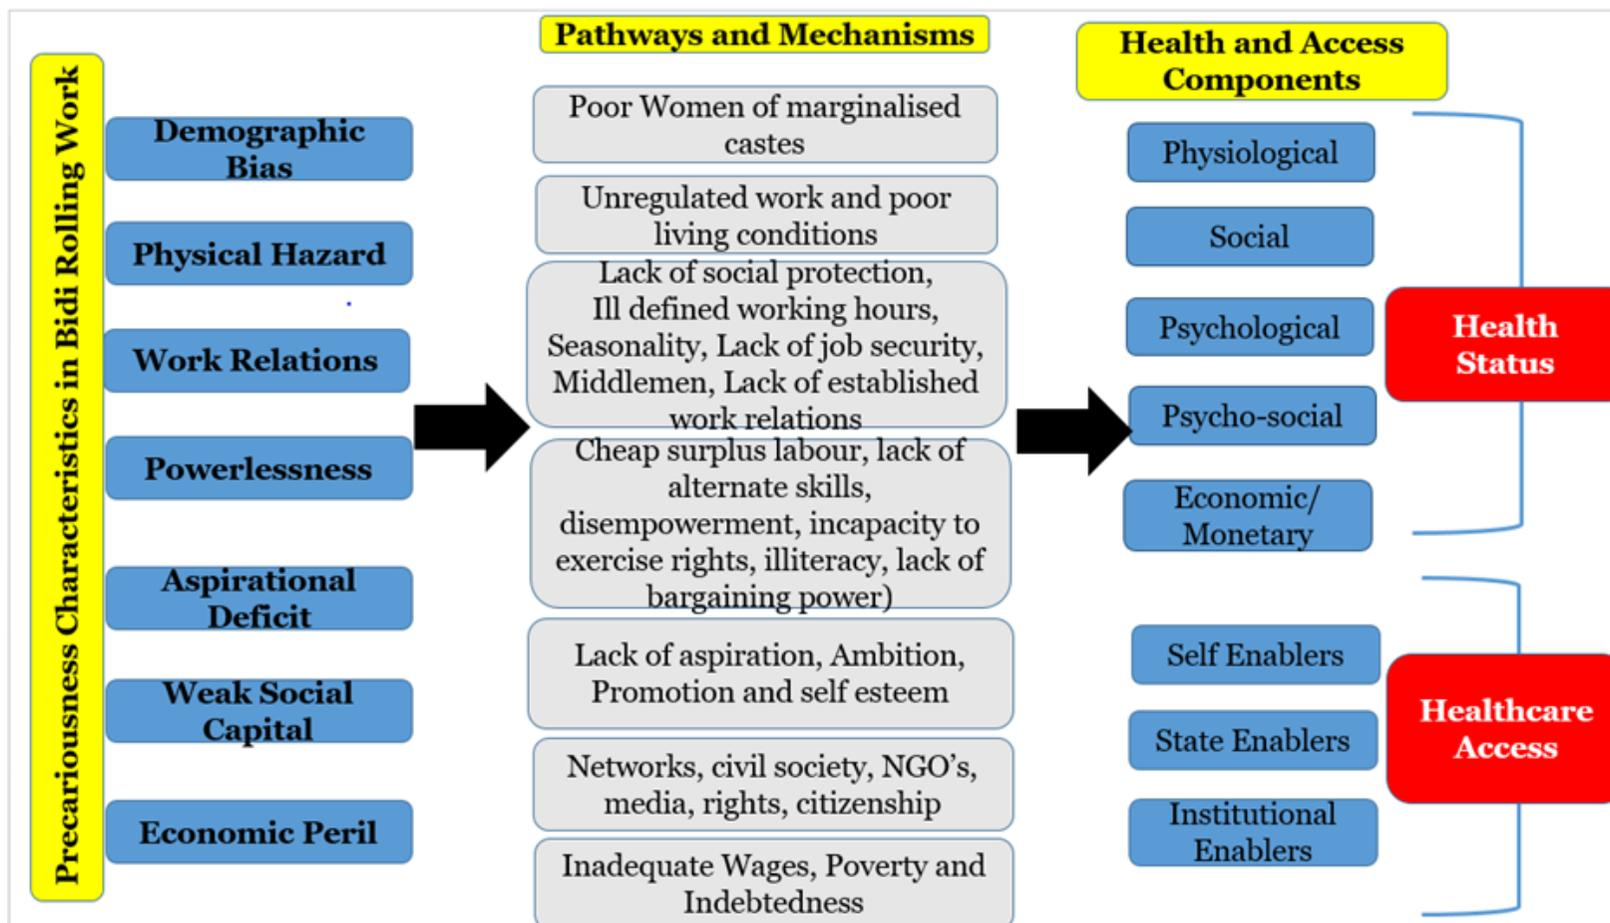 Precariousness Characteristics in Bidi Rolling Work
Demographic
Bias
Physical Hazard
Work Relations
Powerlessness
Aspirational
Deficit
Weak Social
Capital
Economic Peril
Pathways and Mechanisms
Poor Women of marginalised
castes
Unregulated work and poor
living conditions
Lack of social protection,
Ill defined working hours,
Seasonality, Lack of job security,
Middlemen, Lack of established
work relations
Cheap surplus labour, lack of
alternate skills,
disempowerment, incapacity to
exercise rights, illiteracy, lack of
bargaining power)
Lack of aspiration, Ambition,
Promotion and self esteem
Networks, civil society, NGO’s,
media, rights, citizenship
Inadequate Wages, Poverty and
Indebtedness
Health and Access
Components
Physiological
Social
Psychological
Psycho-social
Economic/
Monetary
Self Enablers
State Enablers
Institutional
Enablers
Health
Status
Healthcare
Access